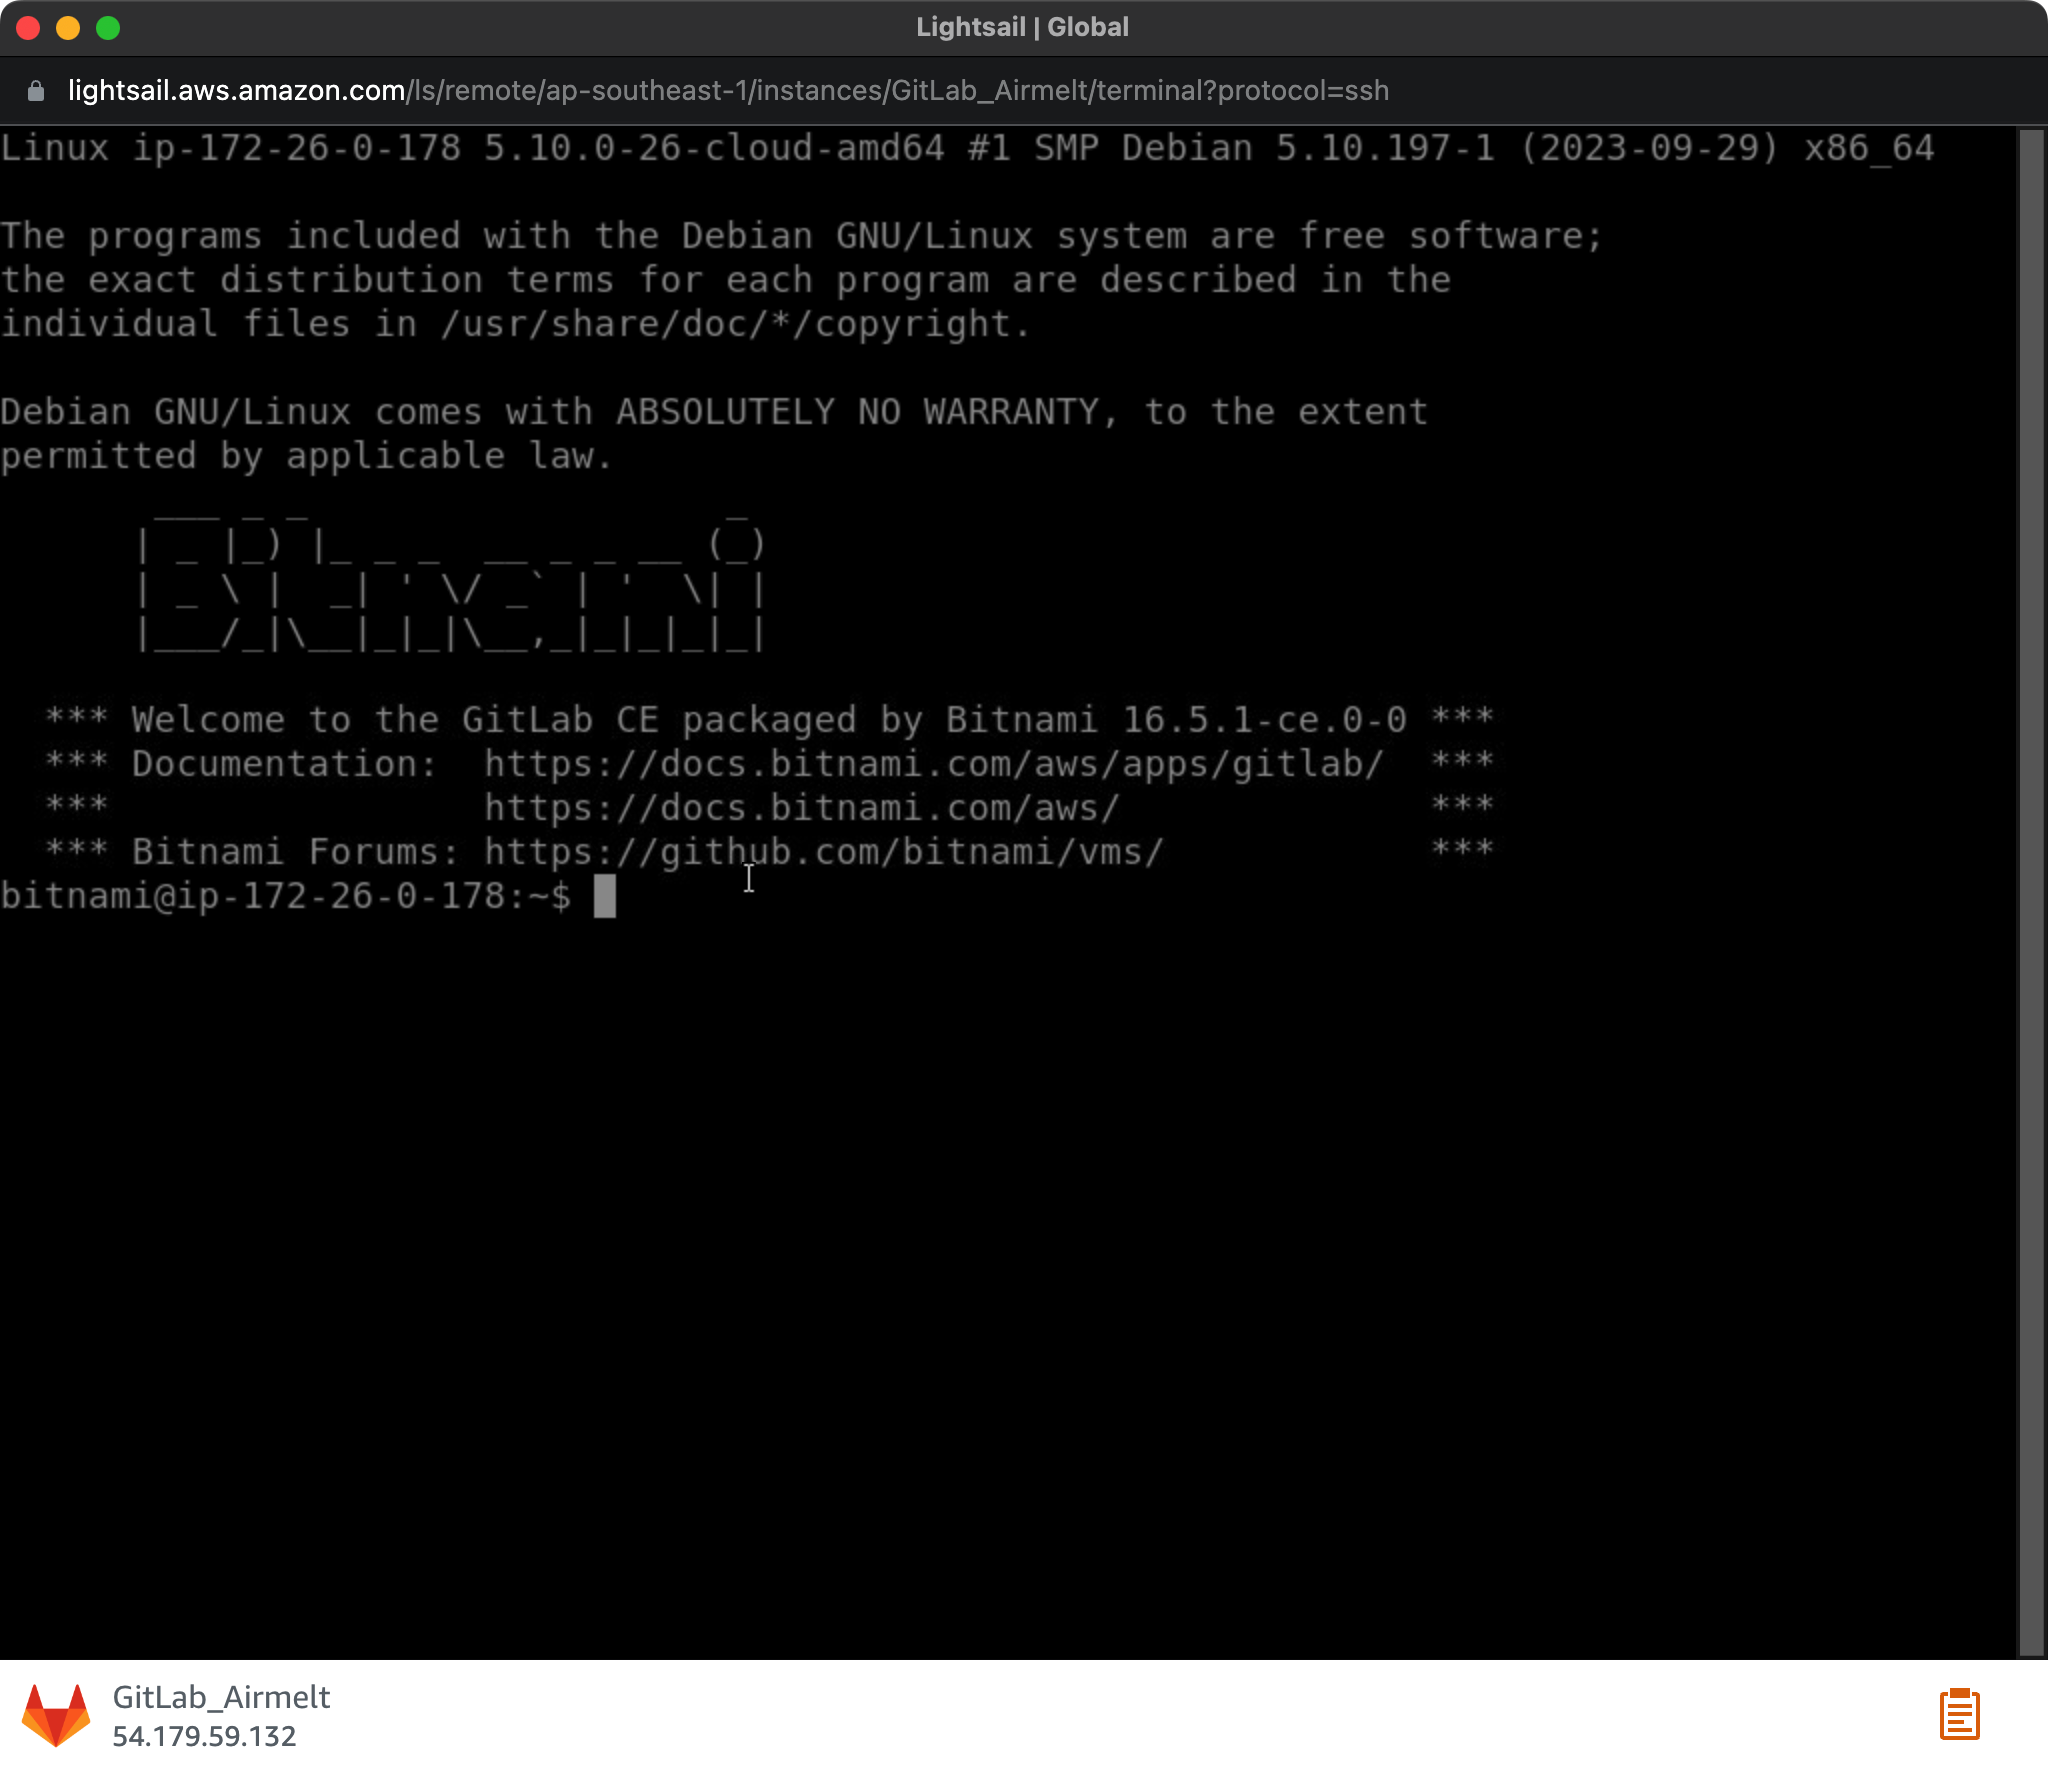 Lightsail | Global
lightsail.aws.amazon.com/ls/remote/ap-southeast-1/instances/GitLab_Airmelt/terminal?protocol=ssh
Linux ip-172-26-0-178 5.10.0-26-cloud-amd64 #1 SMP Debian 5.10.197-1 (2023-09-29) x86_64
The programs included with the Debian GNU/Linux system are free software;
the exact distribution terms for each program are described in the
individual files in /usr/share/doc/*/copyright.
Debian GNU/Linux comes with ABSOLUTELY NO WARRANTY, to the extent
permitted by applicable law.
       ___ _ _                   _
      | _ |_) |_ _ _  __ _ _ __ (_)
      | _ \ |  _| ' \/ _` | '  \| |
      |___/_|\__|_|_|\__,_|_|_|_|_|
  *** Welcome to the GitLab CE packaged by Bitnami 16.5.1-ce.0-0 ***
  *** Documentation:  https://docs.bitnami.com/aws/apps/gitlab/  ***
  ***                 https://docs.bitnami.com/aws/              ***
  *** Bitnami Forums: https://github.com/bitnami/vms/            ***
bitnami@ip-172-26-0-178:~$
GitLab_Airmelt
54.179.59.132